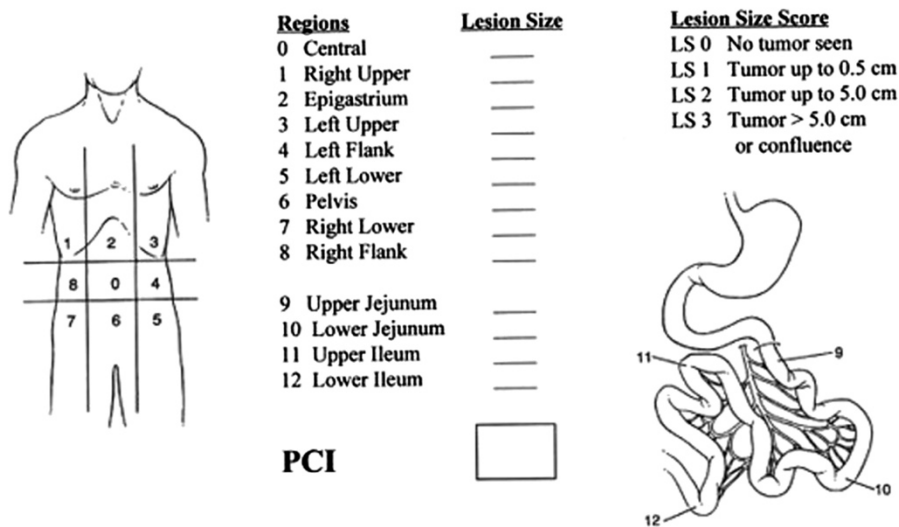 Regions
0 Central
1 Right Upper
2 Epigastrium
3 Left Upper
4 Left Flank
5 Left Lower
6 Pelvis
7 Right Lower
8 Right Flank
9 Upper Jejunum
10 Lower Jejunum
11 Upper Ileum
12 Lower Ileum
PCI
Lesion Size
Lesion Size Score
LS 0 No tumor seen
LS 1 Tumor up to 0.5 cm
LS 2 Tumor up to 5.0 cm
LS 3 Tumor > 5.0 cm
or confluence
1 2 3
8 0 4
7 6 5
11 9
10
12